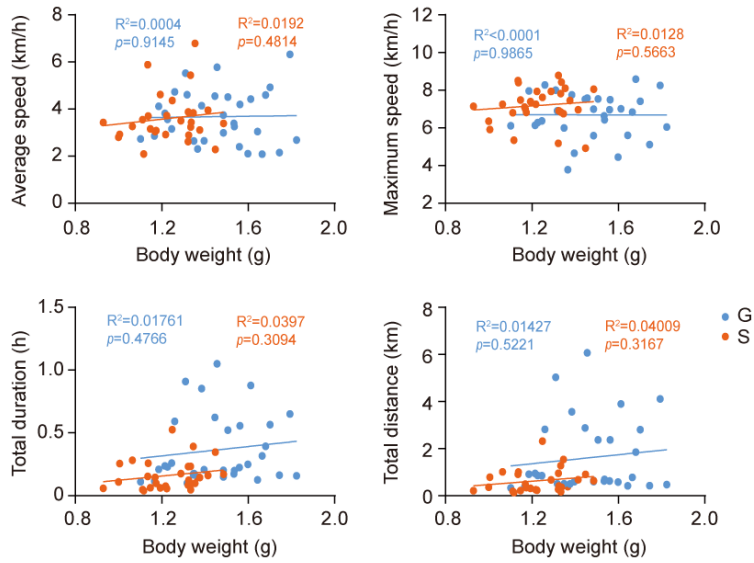 R²=0.0004
p=0.9145
R²=0.0192
p=0.4814
Average speed (km/h)
8
6
4
2
0
0.8
1.2
1.6
2.0
Body weight (g)
R²<0.0001
p=0.9865
R²=0.0128
p=0.5663
Maximum speed (km/h)
12
10
8
6
4
2
0.8
1.2
1.6
2.0
Body weight (g)
R²=0.01761
p=0.4766
R²=0.0397
p=0.3094
Total duration (h)
1.5
1.0
0.5
0
0.8
1.2
1.6
2.0
Body weight (g)
R²=0.01427
p=0.5221
R²=0.04009
p=0.3167
Total distance (km)
8
6
4
2
0
0.8
1.2
1.6
2.0
Body weight (g)
G
S